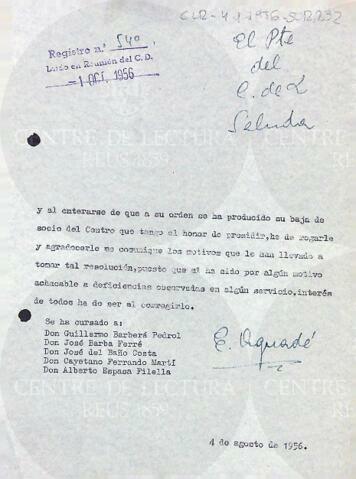 CLR-4-1-1956-SOR,232
Registro n.º 540
Leído en Reunión del C.D.
-1 OCT. 1956
El Pte
del
C. de L
Saluda
y al enterarse de que a su orden se ha producido su baja de
socio del Centro que tengo el honor de presidir, he de rogarle
y agradecerle me comunique los motivos que le han llevado a
tomar tal resolución, puesto que si ha sido por algún motivo
achacable a deficiencias observadas en algún servicio, interés
de todos ha de ser el corregirlo.
Se ha cursado a:
Don Guillermo Barberá Pedrol
Don José Barba Ferré
Don José del Baño Costa
Don Cayetano Ferrando Martí
Don Alberto Espasa Filella
E. Aguadé
4 de agosto de 1956.
CENTRE DE LECTURA
REUS 1859
CENTRE DE LECTURA
REUS 1859